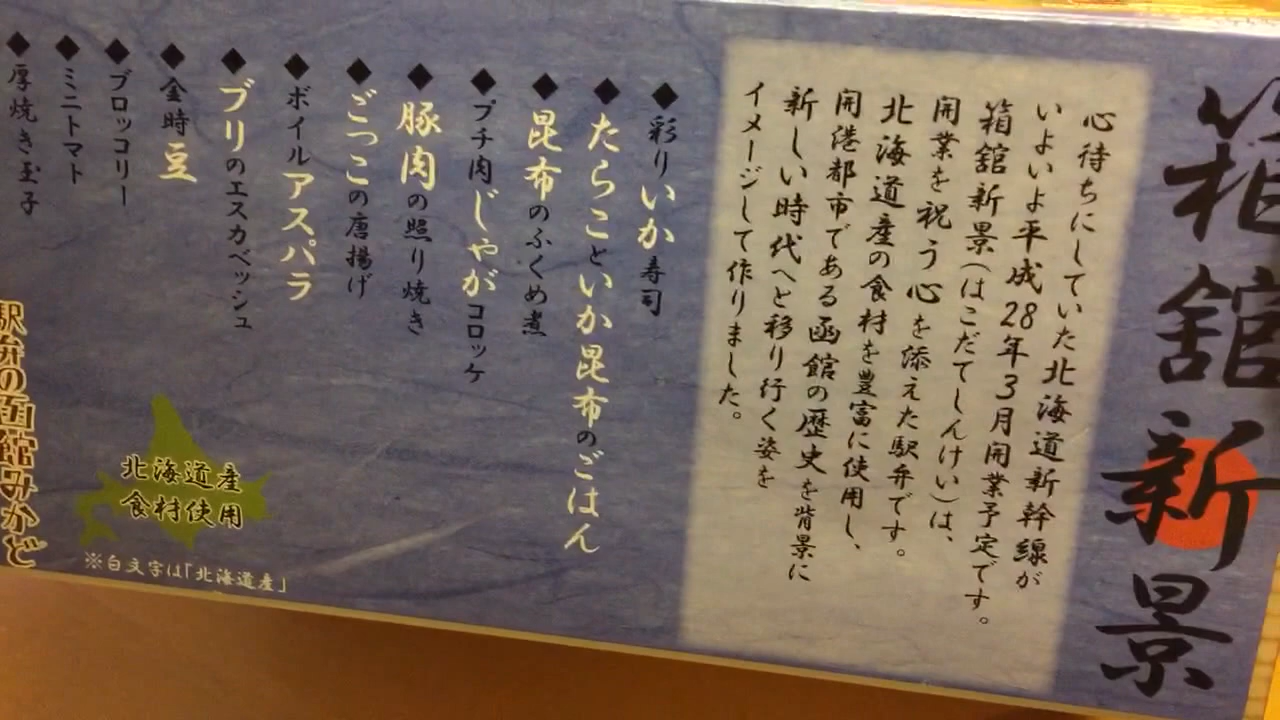 箱舘新景
心待ちにしていた北海道新幹線が
いよいよ平成28年3月開業予定です。
箱舘新景(はこだてしんけい)は、
開業を祝う心を添えた駅弁です。
北海道産の食材を豊富に使用し、
開港都市である函館の歴史を背景に
新しい時代へと移り行く姿を
イメージして作りました。
◆彩りいか寿司
◆たらこといか昆布のごはん
◆昆布のふくめ煮
◆プチ肉じゃがコロッケ
◆豚肉の照り焼き
◆ごっこの唐揚げ
◆ボイルアスパラ
◆ブリのエスカベッシュ
◆金時豆
◆ブロッコリー
◆ミニトマト
◆厚焼き玉子
北海道産
食材使用
※白文字は「北海道産」
駅弁の函館みかど